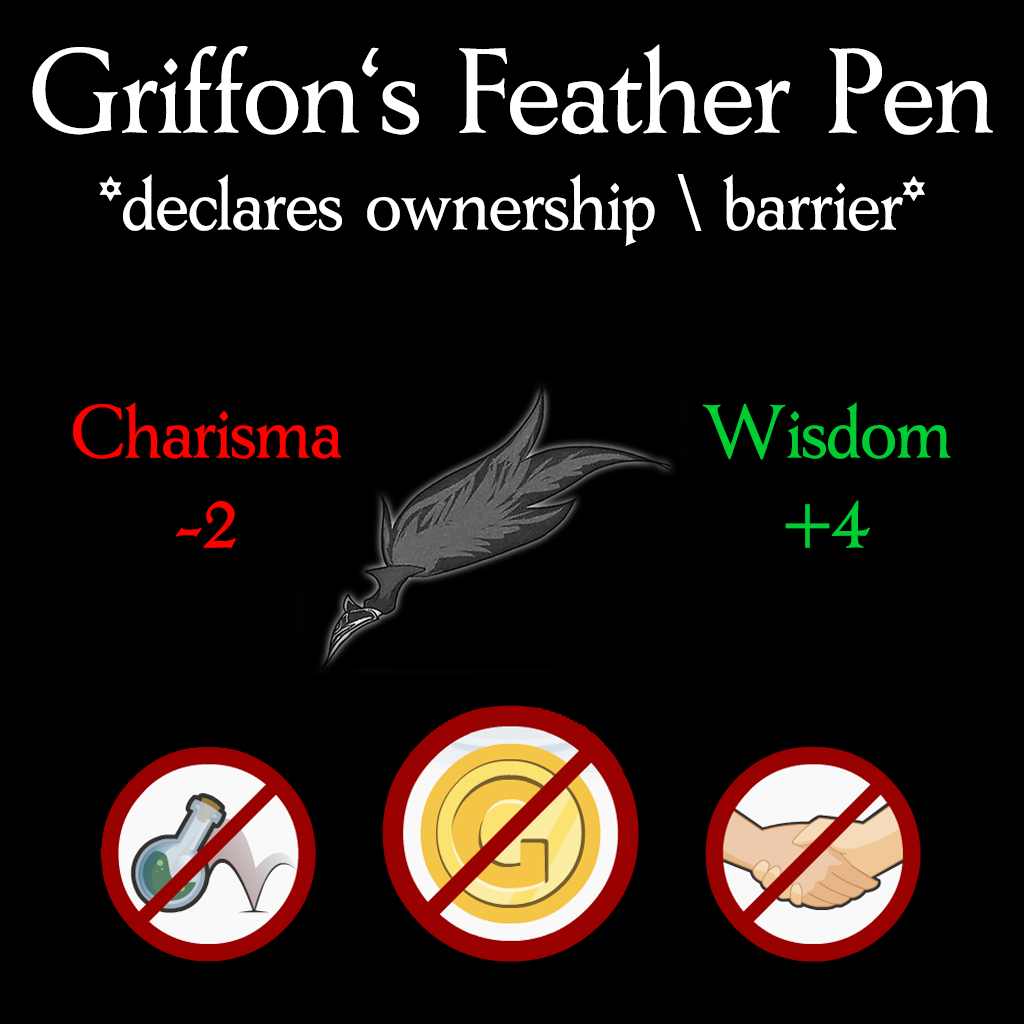 Griffon‘s Feather Pen
*declares ownership \ barrier*
Charisma
-2
Wisdom
+4
G